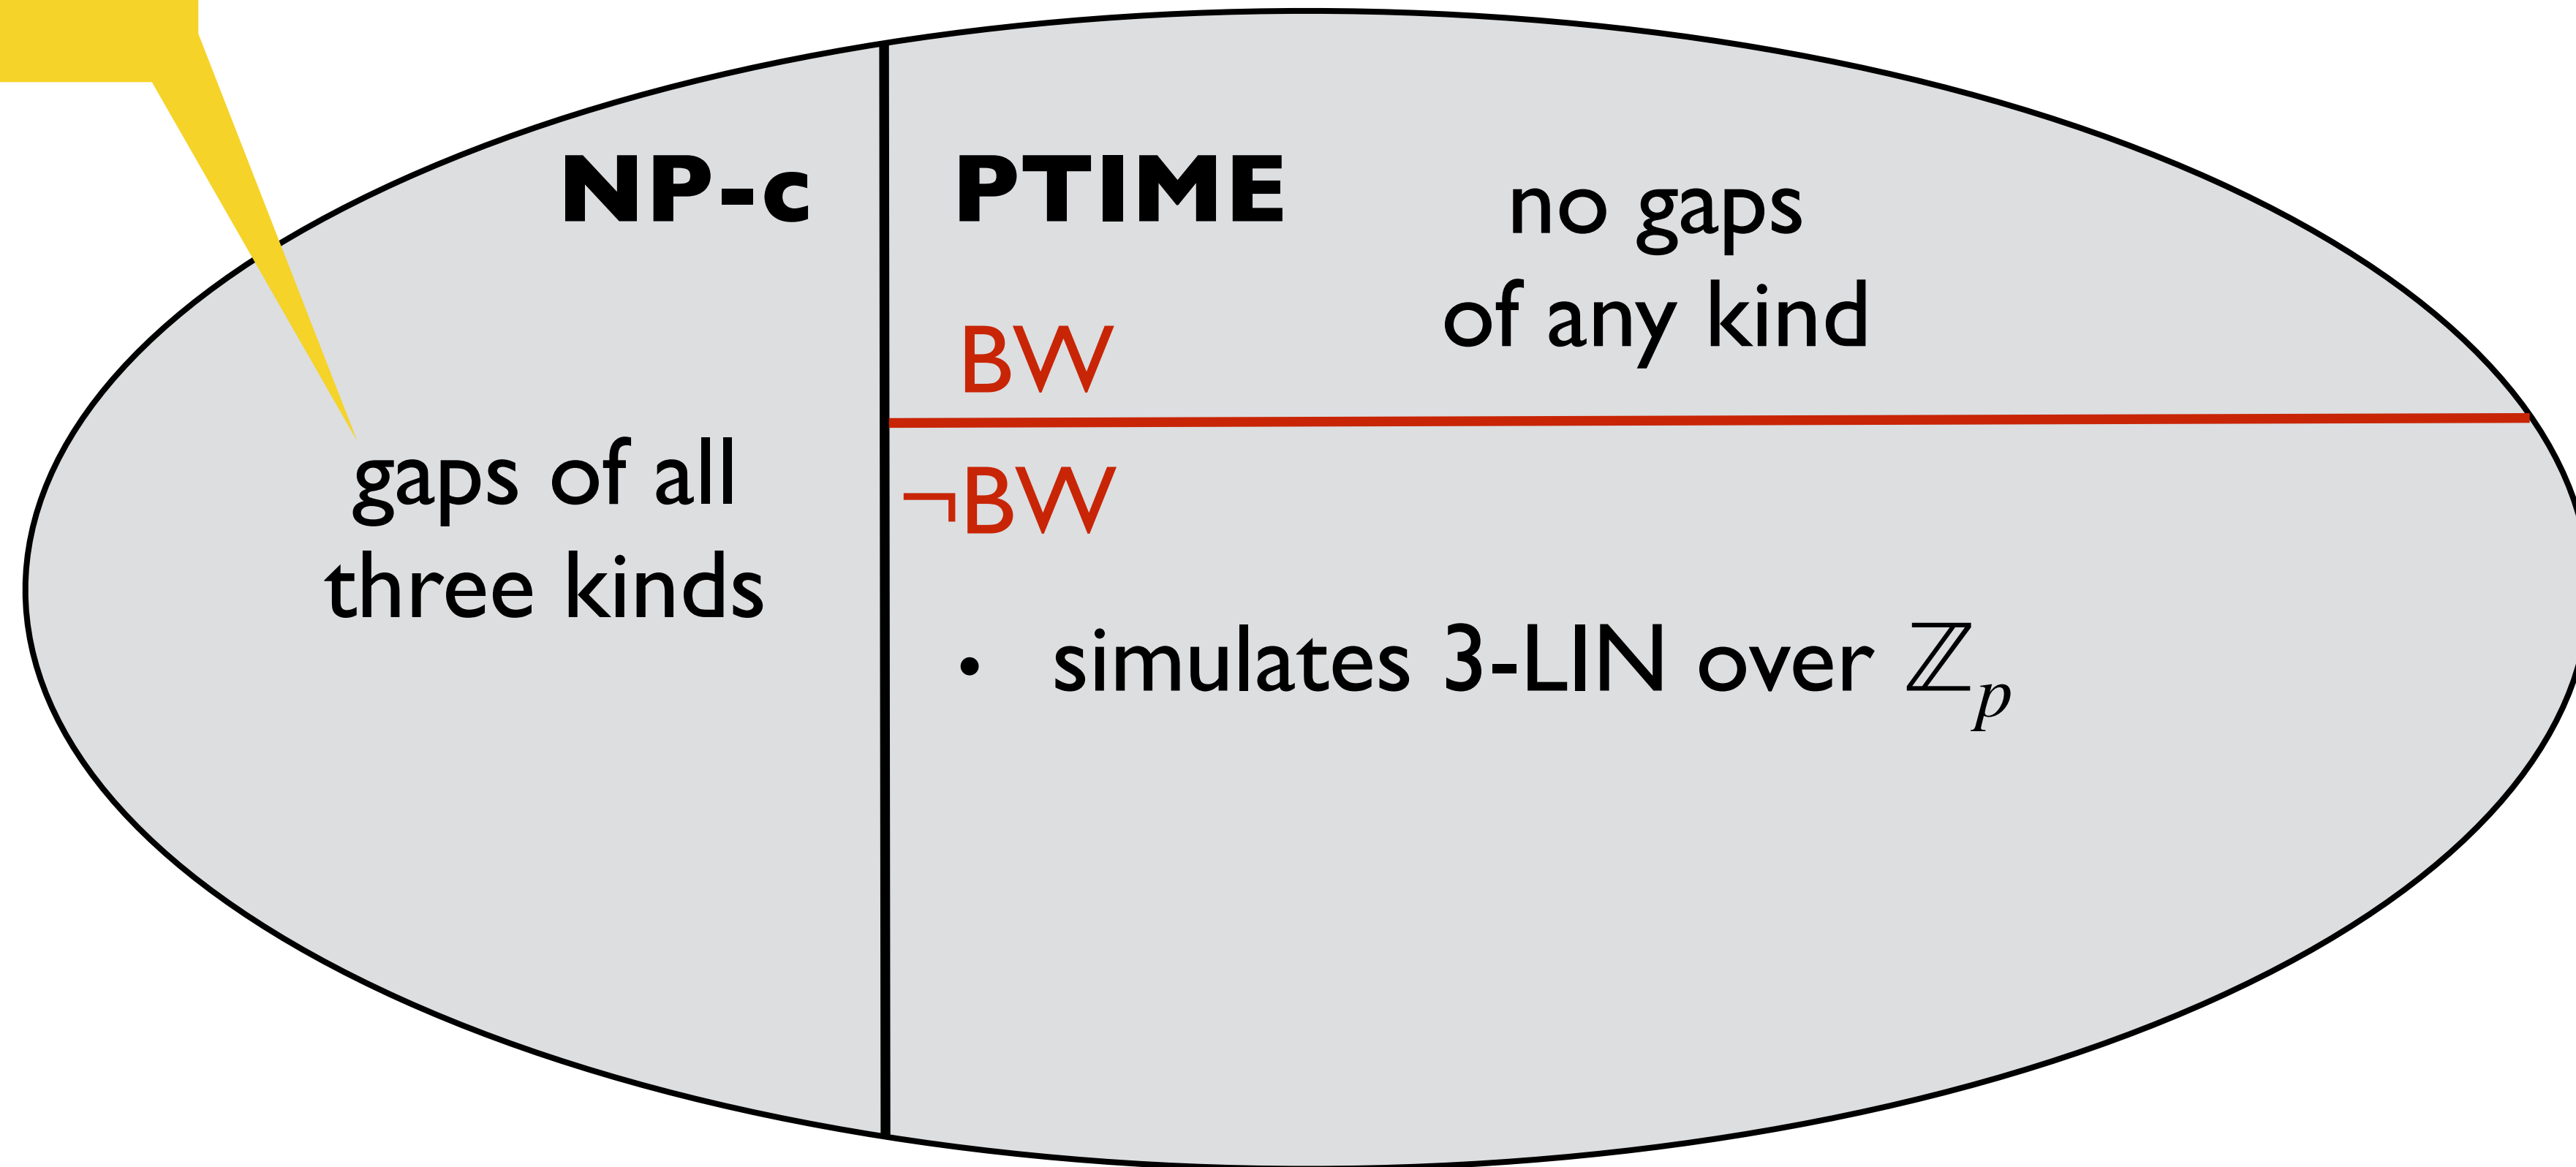 NP-c
PTIME
no gaps
of any kind
BW
¬BW
gaps of all
three kinds
• simulates 3-LIN over ℤₚ